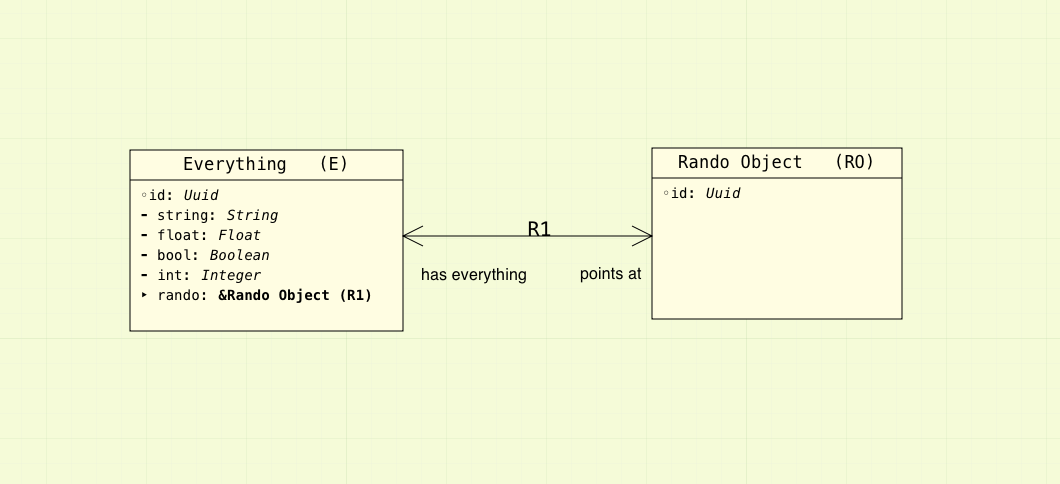 Everything (E)
◦id: Uuid
- string: String
- float: Float
- bool: Boolean
- int: Integer
‣ rando: &Rando Object (R1)
R1
has everything
points at
Rando Object (RO)
◦id: Uuid